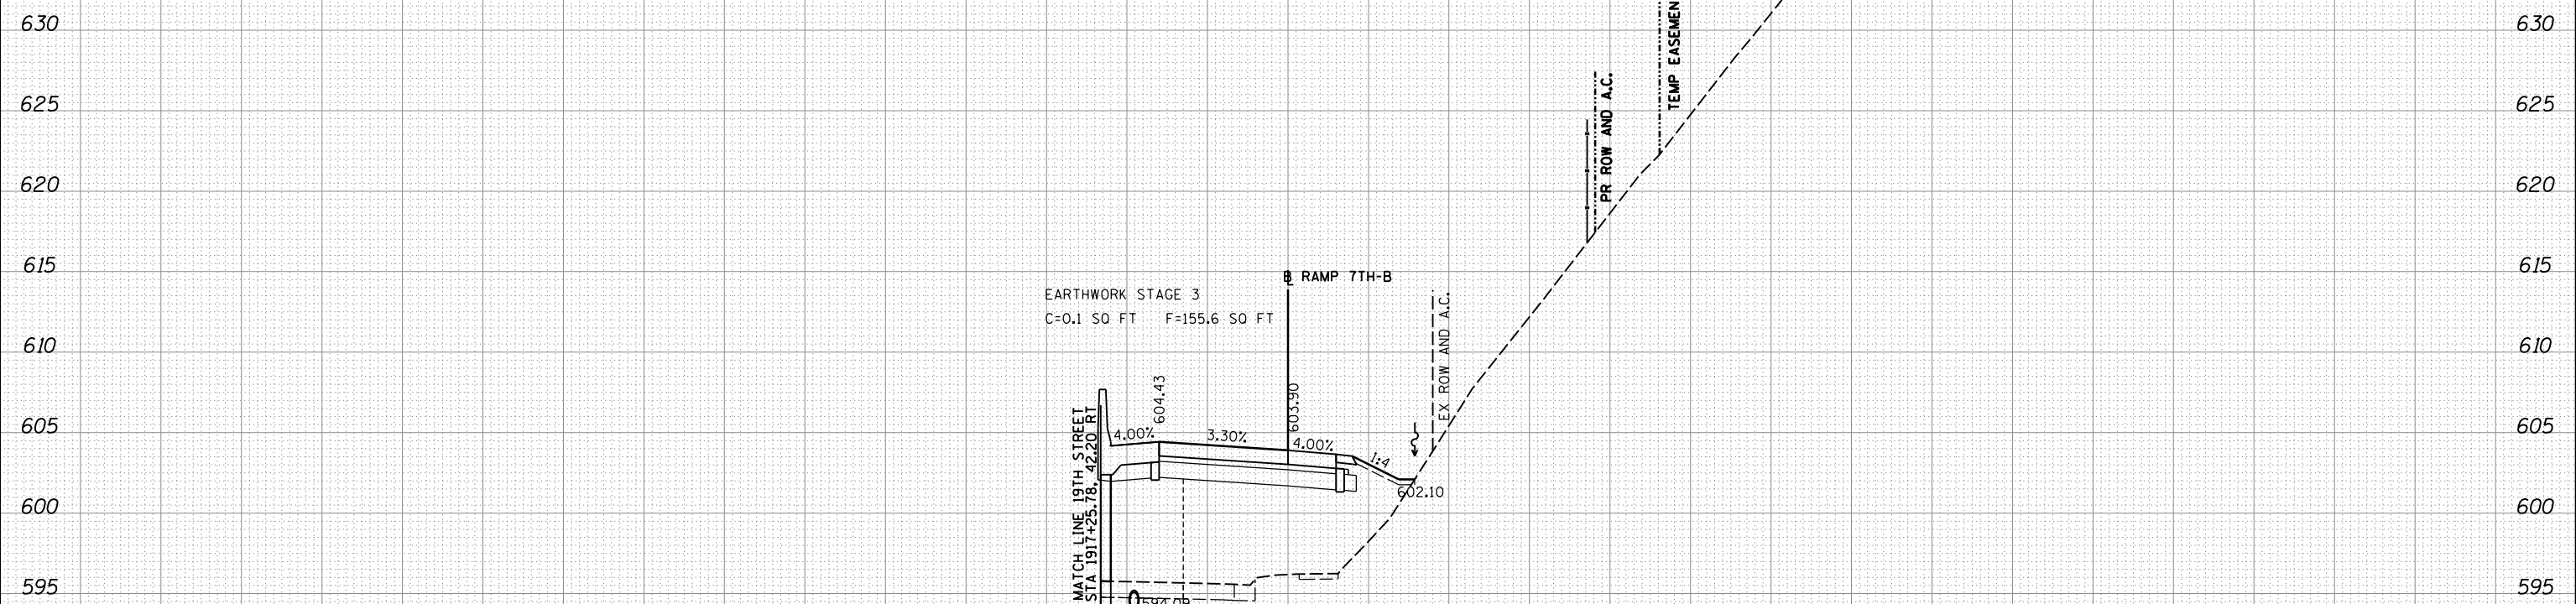 630 630
TEMP EASEMEN
625 625
PR ROW AND A.C.
620 620
615 615
RAMP 7TH-B
EARTHWORK STAGE 3
C=0.1 SQ FT F=155.6 SQ FT
610 610
EX ROW AND A.C.
604.43
603.90
605 605
4.00% 3.30% 4.00% 1:4
602.10
MATCH LINE 19TH STREET
STA 1917+25.78, 42.20 RT
600 600
595 595